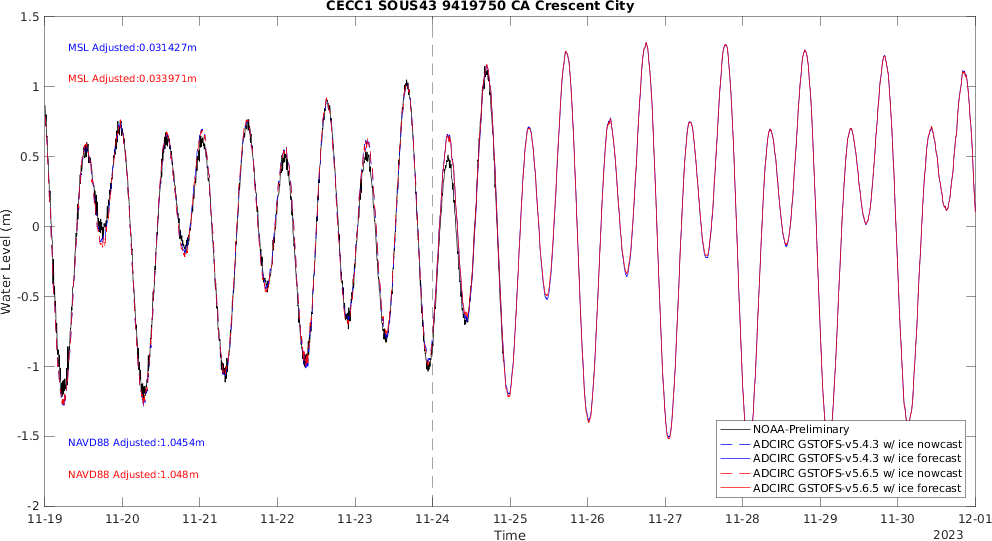 CECC1 SOUS43 9419750 CA Crescent City
1.5
1
0.5
0
-0.5
-1
-1.5
-2
Water Level (m)
MSL Adjusted:0.031427m
MSL Adjusted:0.033971m
NAVD88 Adjusted:1.0454m
NAVD88 Adjusted:1.048m
NOAA-Preliminary
ADCIRC GSTOFS-v5.4.3 w/ ice nowcast
ADCIRC GSTOFS-v5.4.3 w/ ice forecast
ADCIRC GSTOFS-v5.6.5 w/ ice nowcast
ADCIRC GSTOFS-v5.6.5 w/ ice forecast
11-19 11-20 11-21 11-22 11-23 11-24 11-25 11-26 11-27 11-28 11-29 11-30 12-01
Time
2023